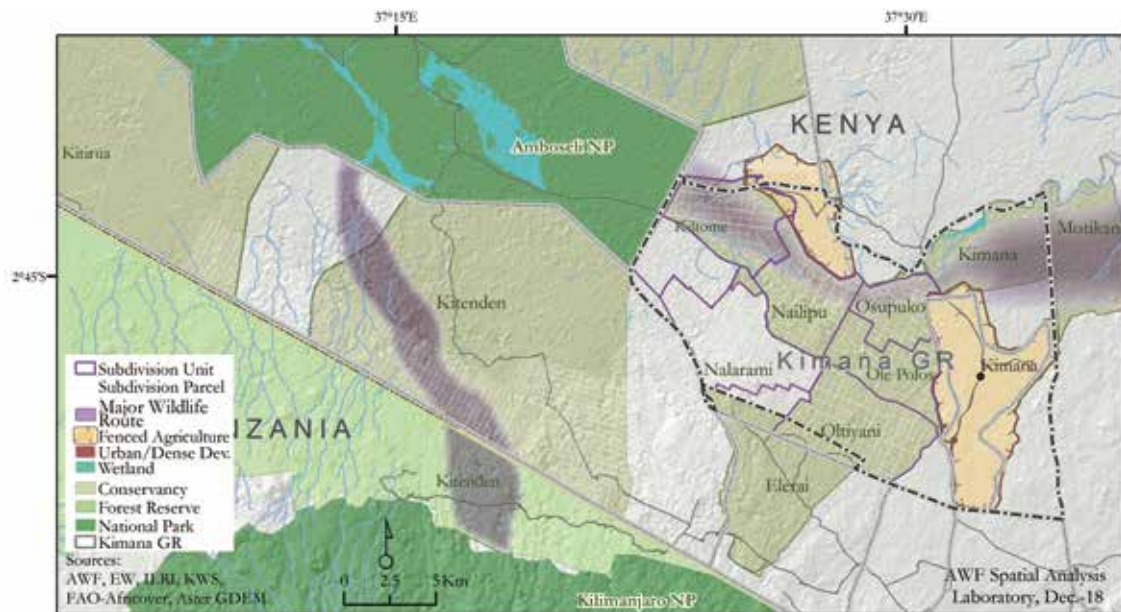 37°15'E
37°30'E
KENYA
Amboseli NP
Kitirua
Motikan
Kimana
Kiitome
2°45'S
Kitenden
Osupuko
Nailipu
Kimana GR
Kimana
Nalarami
Ole Polos
Subdivision Unit
Subdivision Parcel
Major Wildlife
Route
Fenced Agriculture
Urban/Dense Dev.
Wetland
Conservancy
Forest Reserve
National Park
Kimana GR
NZANIA
Oltiyani
Kitenden
Elerai
Sources:
AWF, EW, ILRI, KWS,
FAO-Africover, Aster GDEM
0 2.5 5 Km
AWF Spatial Analysis
Laboratory, Dec.-18
Kilimanjaro NP